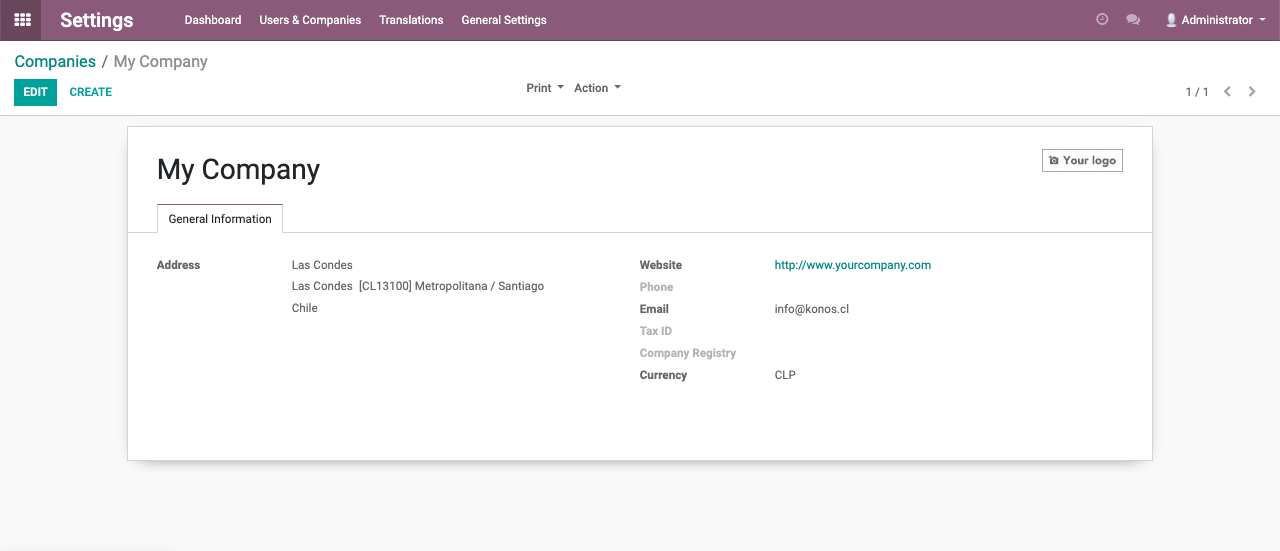 Settings Dashboard Users & Companies Translations General Settings Administrator
Companies / My Company
EDIT CREATE Print Action 1 / 1
My Company
Your logo
General Information
Address Las Condes
Las Condes [CL13100] Metropolitana / Santiago
Chile
Website http://www.yourcompany.com
Phone
Email info@konos.cl
Tax ID
Company Registry
Currency CLP